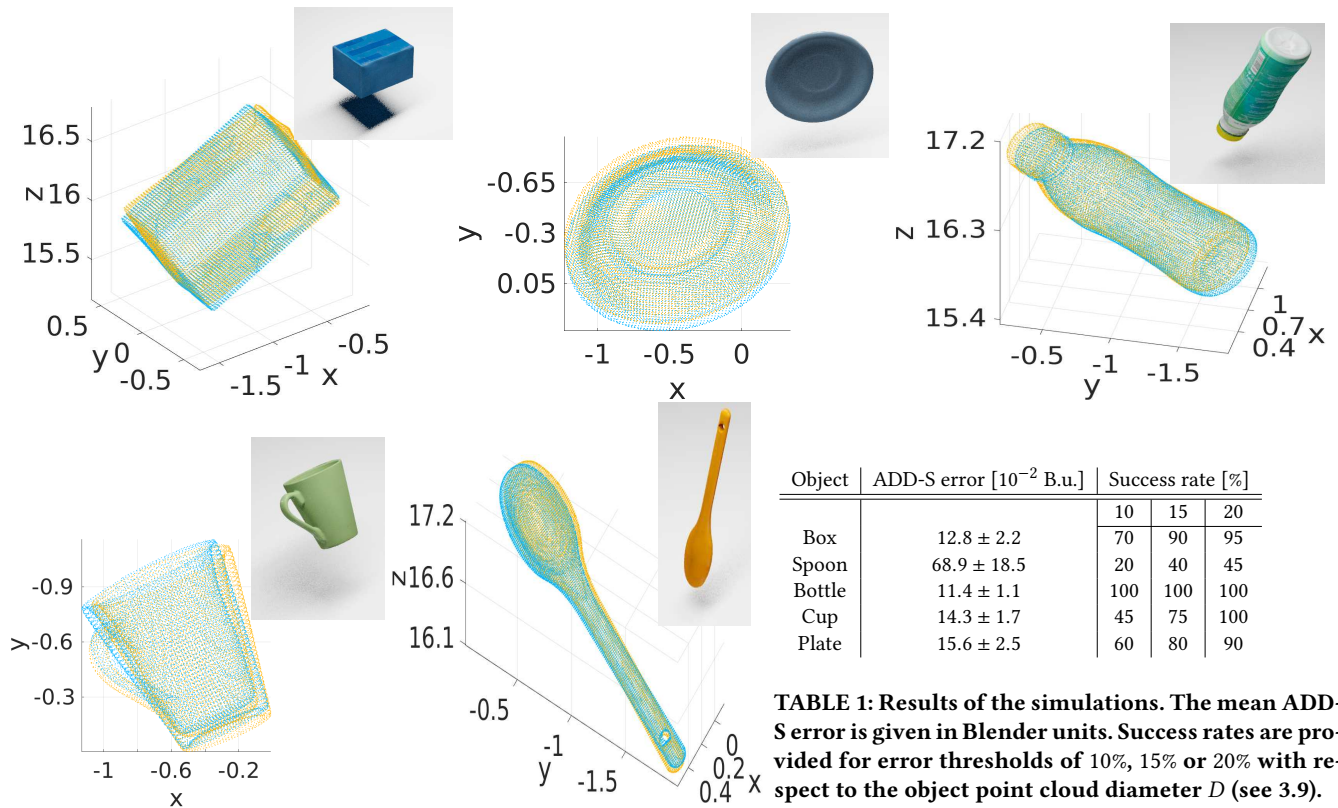 16.5
z 16
15.5
0.5
y 0
-0.5
-1.5
-1 x
-0.5
-0.65
y -0.3
0.05
-1 -0.5 0
x
17.2
z 16.3
15.4
-0.5
-1
-1.5
y
1
0.7 x
0.4
-0.9
y -0.6
-0.3
-1 -0.6 -0.2
x
17.2
z 16.6
16.1
-0.5
-1
y -1.5
0
0.2 x
0.4
Object ADD-S error [10⁻² B.u.] Success rate [%]
10 15 20
Box 12.8 ± 2.2 70 90 95
Spoon 68.9 ± 18.5 20 40 45
Bottle 11.4 ± 1.1 100 100 100
Cup 14.3 ± 1.7 45 75 100
Plate 15.6 ± 2.5 60 80 90
TABLE 1: Results of the simulations. The mean ADD-
S error is given in Blender units. Success rates are pro-
vided for error thresholds of 10%, 15% or 20% with re-
spect to the object point cloud diameter D (see 3.9).